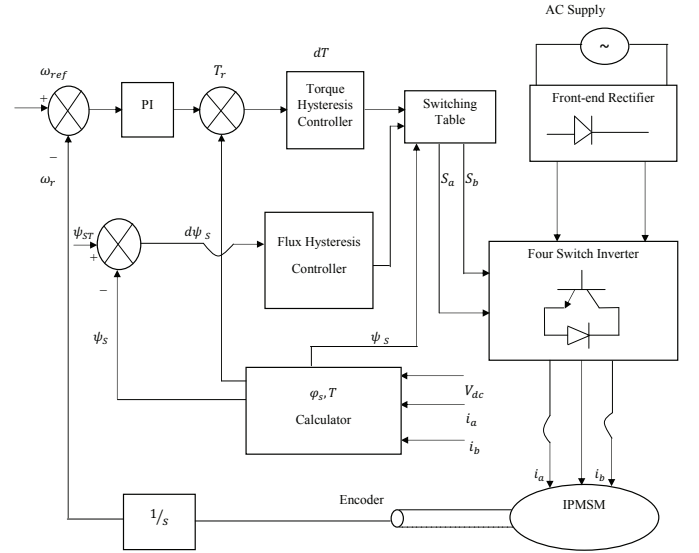 AC Supply
~
ω_ref
+
−
ω_r
PI
T_r
dT
Torque
Hysteresis
Controller
Switching
Table
Front-end Rectifier
S_a
S_b
ψ_ST
+
−
dψ_s
Flux Hysteresis
Controller
Four Switch Inverter
ψ_s
ψ_s
φ_s, T
Calculator
V_dc
i_a
i_b
i_a
i_b
Encoder
1/s
IPMSM